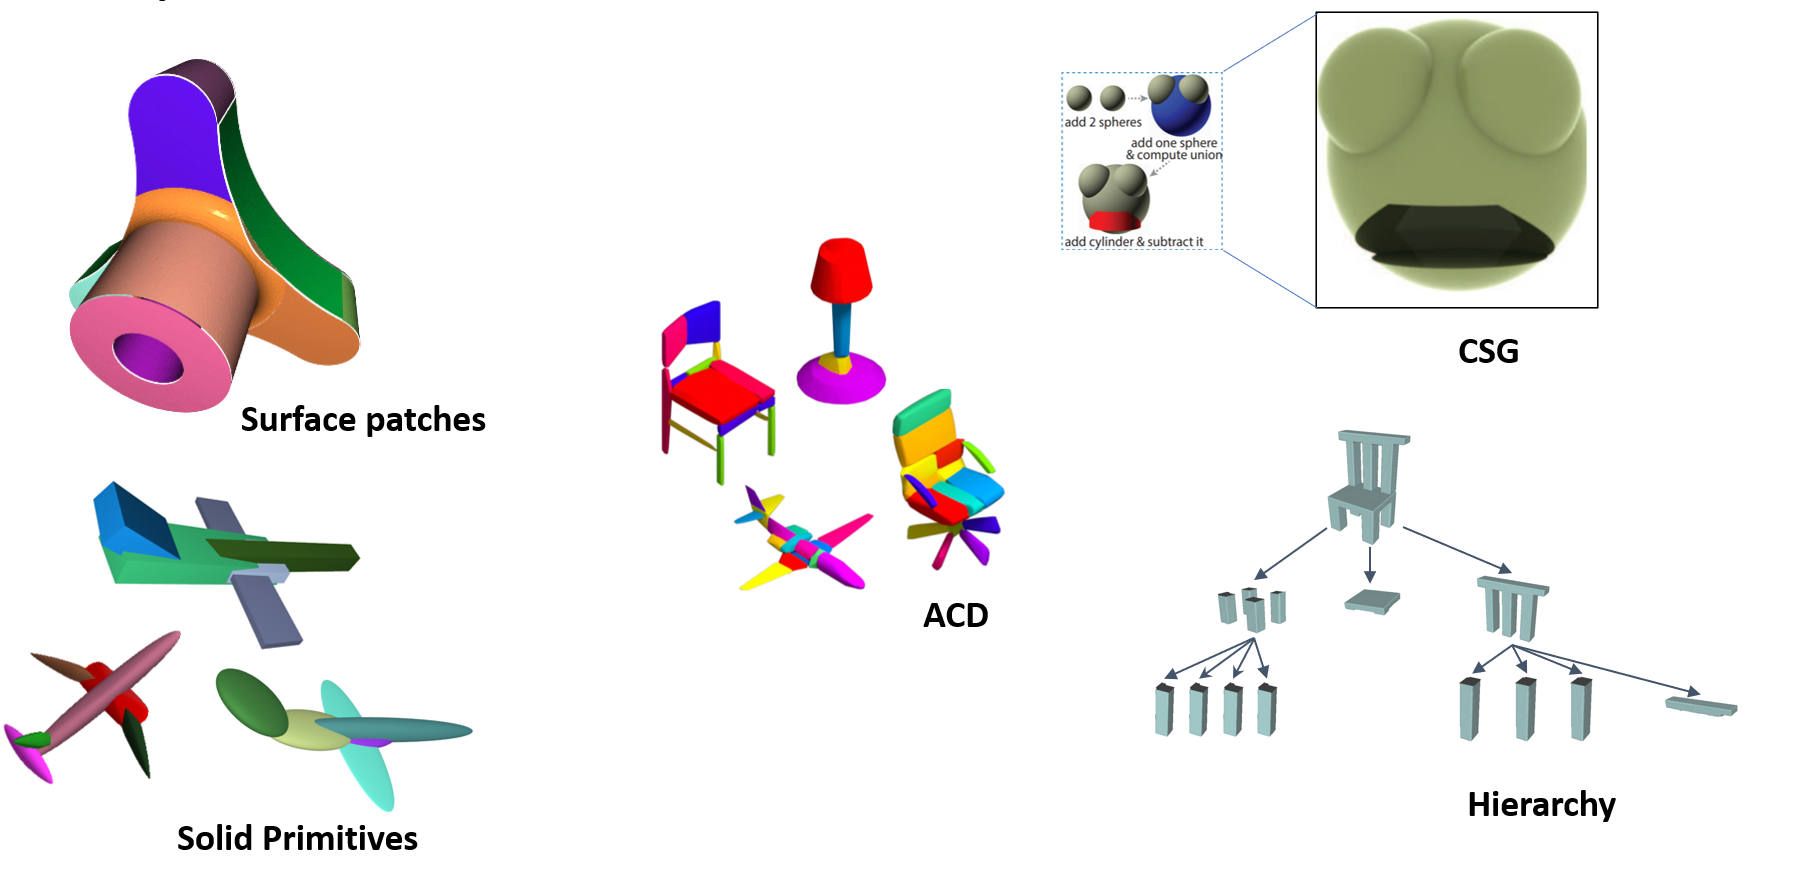 Surface patches
Solid Primitives
ACD
add 2 spheres
add one sphere
& compute union
add cylinder & subtract it
CSG
Hierarchy